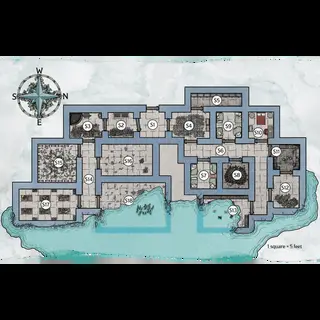 W
S N
E
S5
S3 S2 S1 S4 S9 S10
S6 S11
S15 S16
S7 S8
S14 S12
S17 S18 S13
1 square = 5 feet